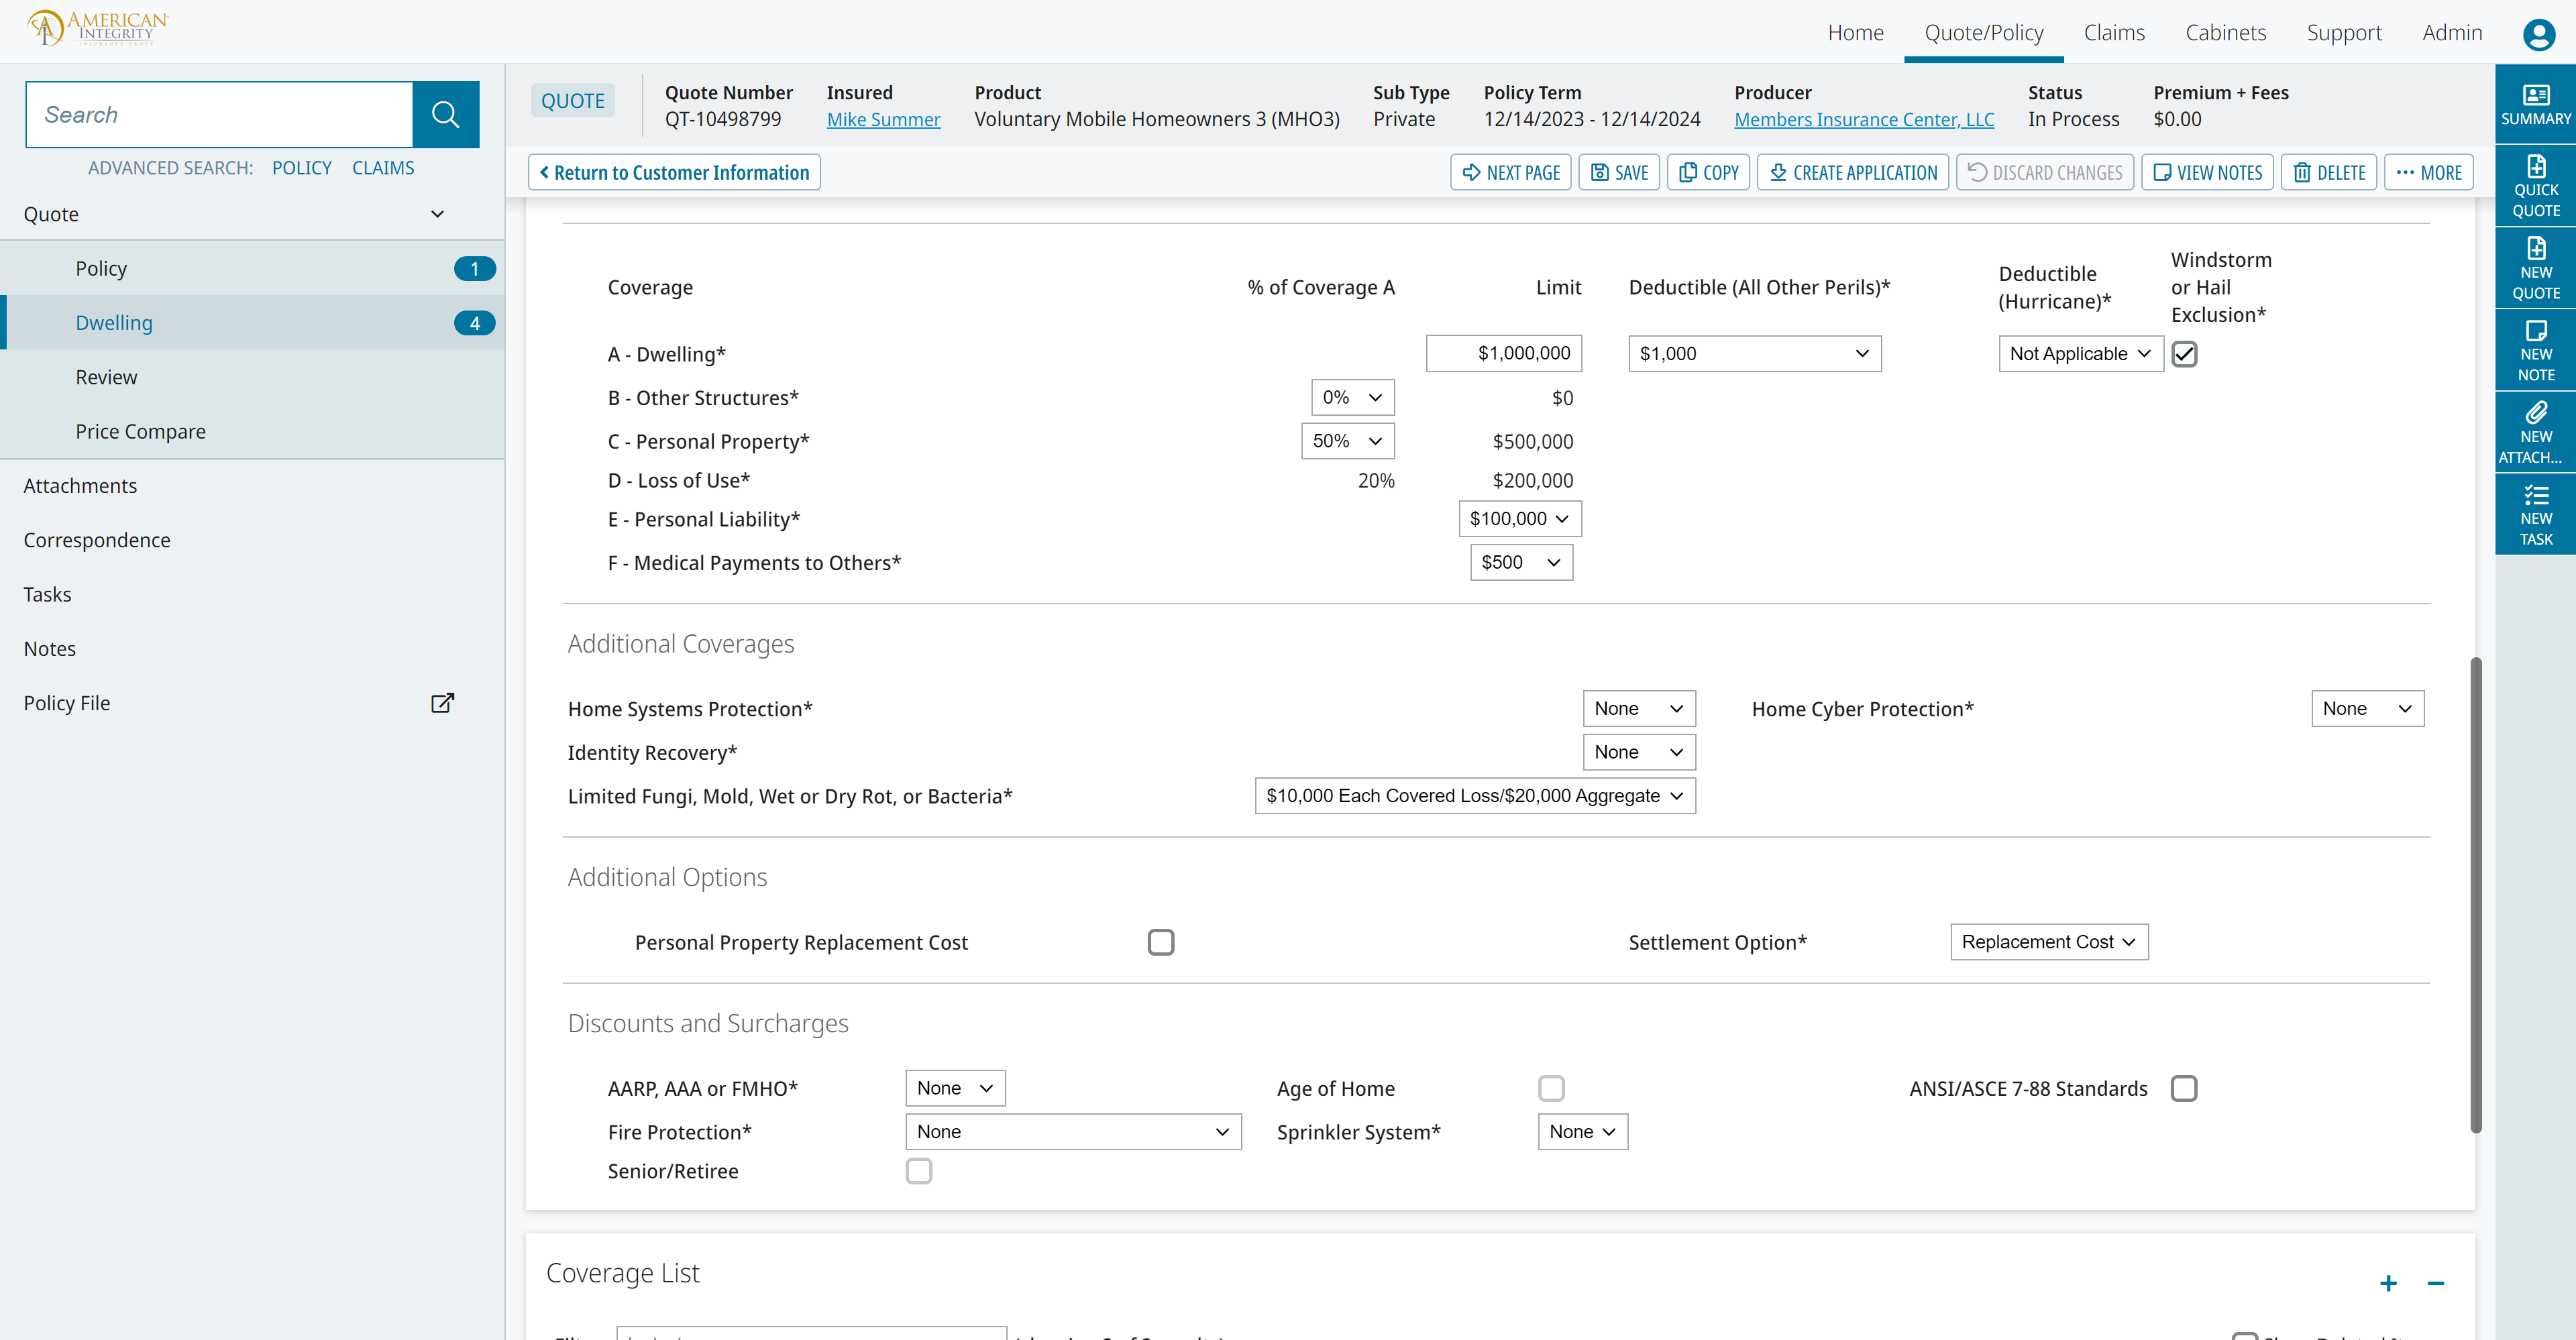 AMERICAN
INTEGRITY
INSURANCE GROUP
Home Quote/Policy Claims Cabinets Support Admin
Search
ADVANCED SEARCH: POLICY CLAIMS
Quote
Policy 1
Dwelling 4
Review
Price Compare
Attachments
Correspondence
Tasks
Notes
Policy File
QUOTE
Quote Number Insured Product Sub Type Policy Term Producer Status Premium + Fees
QT-10498799 Mike Summer Voluntary Mobile Homeowners 3 (MHO3) Private 12/14/2023 - 12/14/2024 Members Insurance Center, LLC In Process $0.00
Return to Customer Information NEXT PAGE SAVE COPY CREATE APPLICATION DISCARD CHANGES VIEW NOTES DELETE MORE
Coverage % of Coverage A Limit Deductible (All Other Perils)* Deductible (Hurricane)* Windstorm or Hail Exclusion*
A - Dwelling* $1,000,000 $1,000 Not Applicable
B - Other Structures* 0% $0
C - Personal Property* 50% $500,000
D - Loss of Use* 20% $200,000
E - Personal Liability* $100,000
F - Medical Payments to Others* $500
Additional Coverages
Home Systems Protection* None Home Cyber Protection* None
Identity Recovery* None
Limited Fungi, Mold, Wet or Dry Rot, or Bacteria* $10,000 Each Covered Loss/$20,000 Aggregate
Additional Options
Personal Property Replacement Cost Settlement Option* Replacement Cost
Discounts and Surcharges
AARP, AAA or FMHO* None Age of Home ANSI/ASCE 7-88 Standards
Fire Protection* None Sprinkler System* None
Senior/Retiree
Coverage List
SUMMARY
QUICK
QUOTE
NEW
QUOTE
NEW
NOTE
NEW
ATTACH...
NEW
TASK